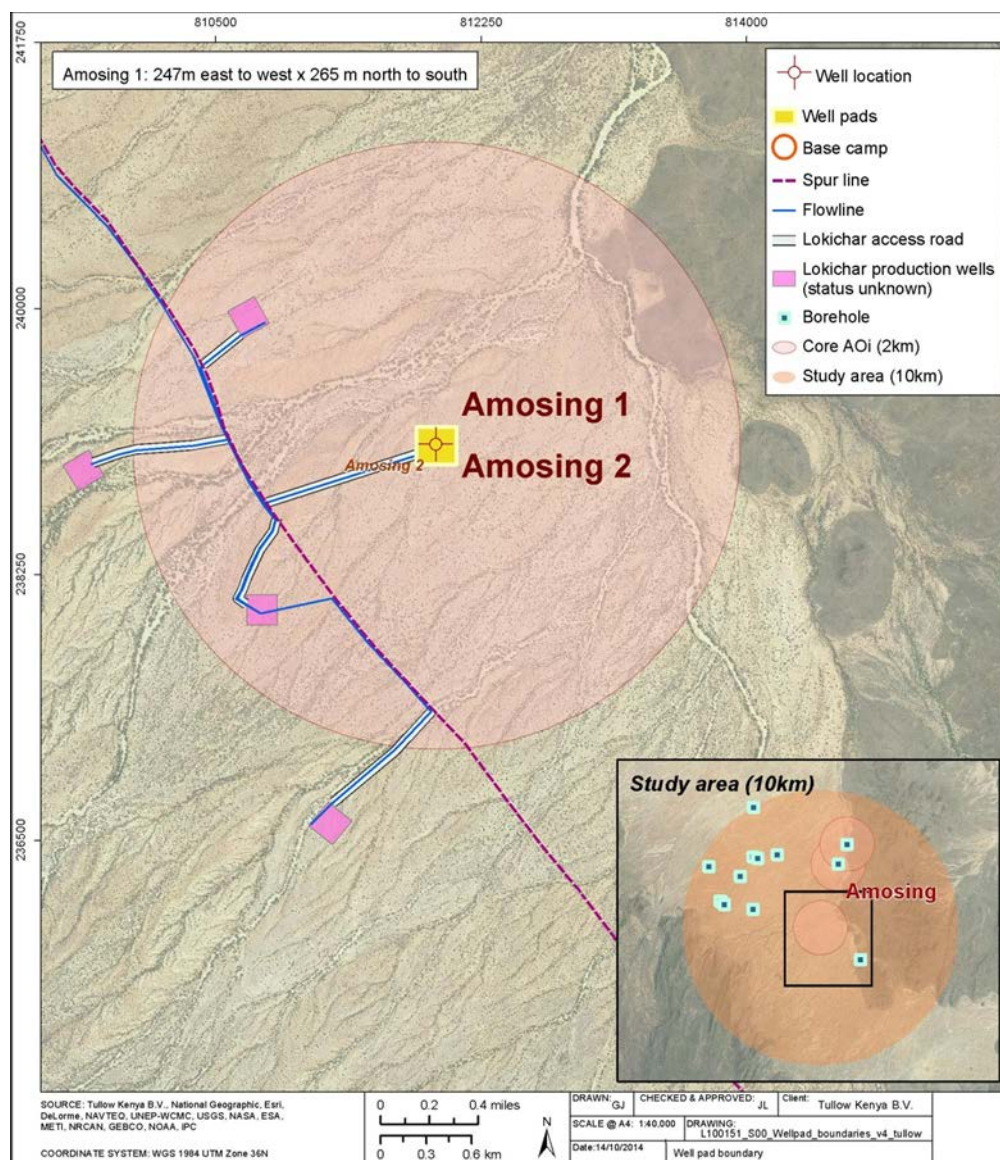 810500
812250
814000
241750
240000
238250
236500
Amosing 1: 247m east to west x 265 m north to south
Well location
Well pads
Base camp
Spur line
Flowline
Lokichar access road
Lokichar production wells
(status unknown)
Borehole
Core AOi (2km)
Study area (10km)
Amosing 1
Amosing 2
Amosing 2
Study area (10km)
Amosing
SOURCE: Tullow Kenya B.V., National Geographic, Esri,
DeLorme, NAVTEQ, UNEP-WCMC, USGS, NASA, ESA,
METI, NRCAN, GEBCO, NOAA, IPC
COORDINATE SYSTEM: WGS 1984 UTM Zone 36N
0 0.2 0.4 miles
0 0.3 0.6 km
N
DRAWN: GJ
CHECKED & APPROVED: JL
Client: Tullow Kenya B.V.
SCALE @ A4: 1:40,000
DRAWING: L100151_S00_Wellpad_boundaries_v4_tullow
Date:14/10/2014
Well pad boundary